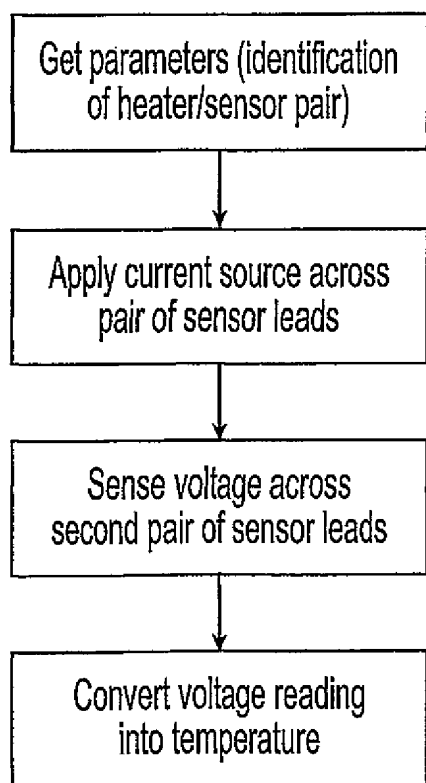 Get parameters (identification
of heater/sensor pair)
Apply current source across
pair of sensor leads
Sense voltage across
second pair of sensor leads
Convert voltage reading
into temperature